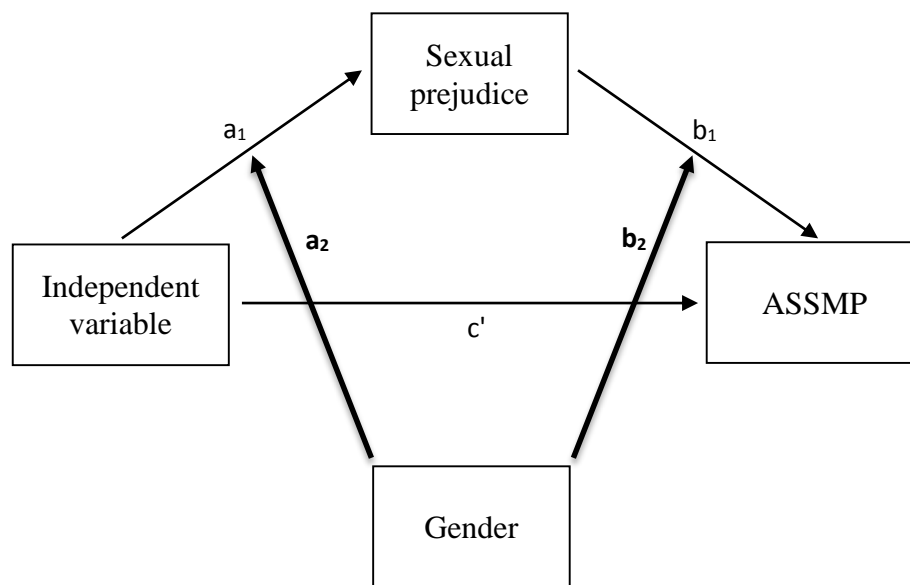 Sexual
prejudice
a₁
b₁
a₂
b₂
Independent
variable
ASSMP
c'
Gender